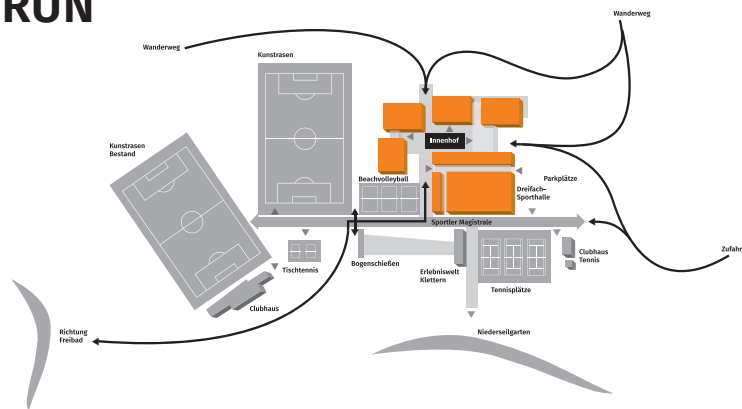 RUN
Wanderweg
Wanderweg
Kunstrasen
Innenhof
Kunstrasen
Bestand
Beachvolleyball
Parkplätze
Dreifach-
Sporthalle
Sportler Magistrale
Zufahr
Clubhaus
Tennis
Bogenschießen
Tischtennis
Erlebniswelt
Klettern
Tennisplätze
Clubhaus
Richtung
Freibad
Niederseilgarten